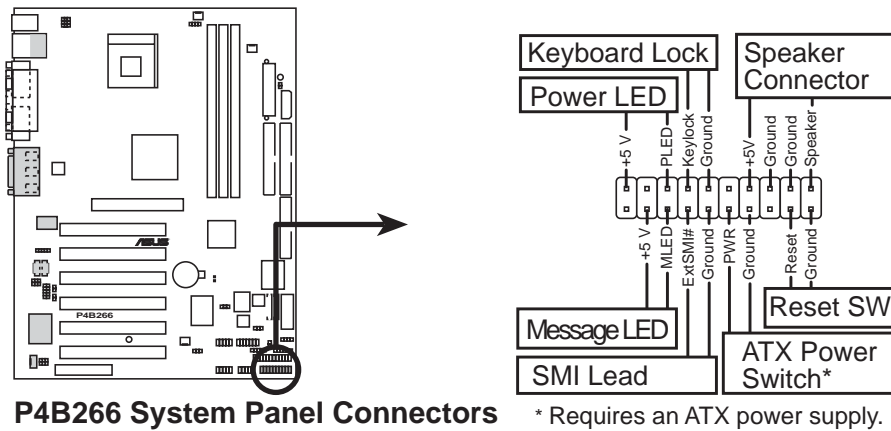 Keyboard Lock
Speaker
Connector
Power LED
+5 V
PLED
Keylock
Ground
+5V
Ground
Ground
Speaker
+5 V
MLED
ExtSMI#
Ground
PWR
Ground
Reset
Ground
Reset SW
Message LED
ATX Power
Switch*
SMI Lead
ASUS
P4B266
P4B266 System Panel Connectors
* Requires an ATX power supply.